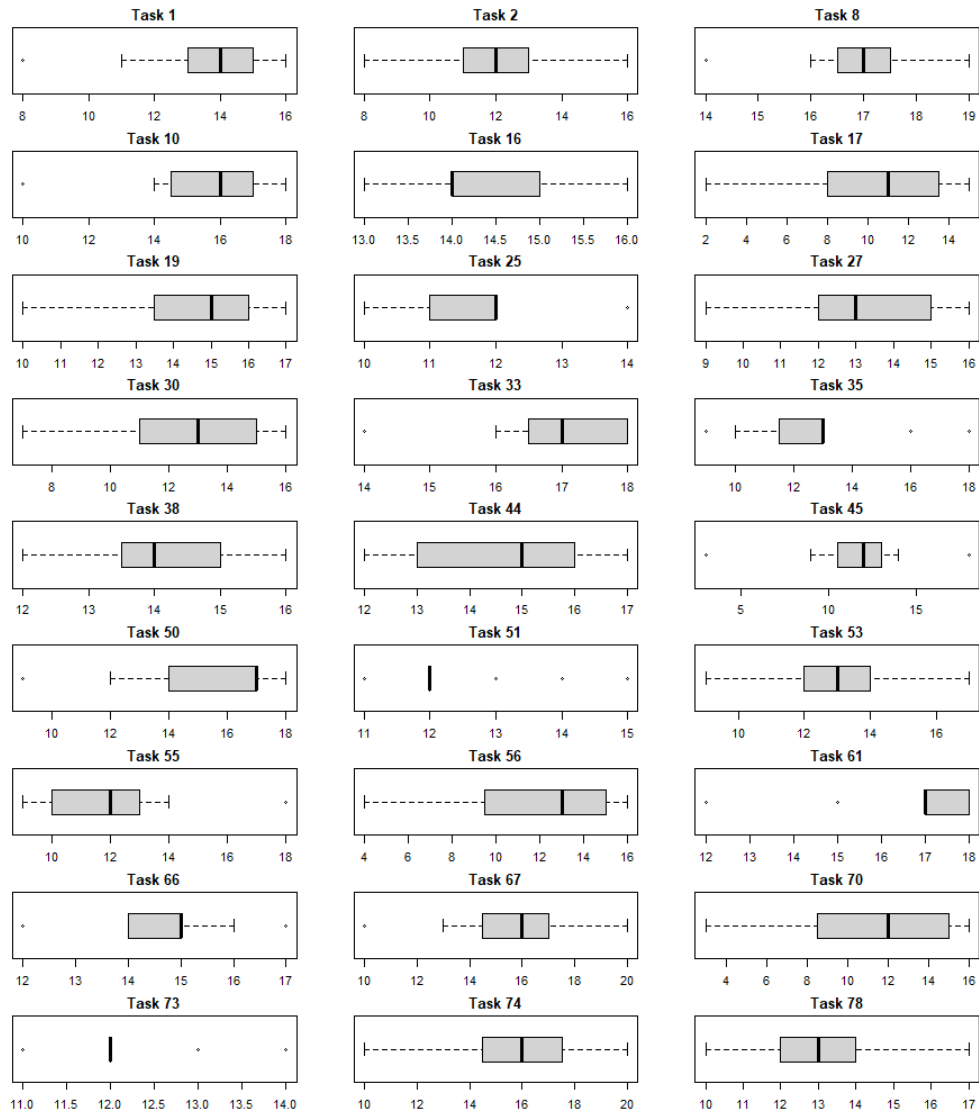 Task 1 Task 2 Task 8
8 10 12 14 16 8 10 12 14 16 14 15 16 17 18 19
Task 10 Task 16 Task 17
10 12 14 16 18 13.0 13.5 14.0 14.5 15.0 15.5 16.0 2 4 6 8 10 12 14
Task 19 Task 25 Task 27
10 11 12 13 14 15 16 17 10 11 12 13 14 9 10 11 12 13 14 15 16
Task 30 Task 33 Task 35
8 10 12 14 16 14 15 16 17 18 10 12 14 16 18
Task 38 Task 44 Task 45
12 13 14 15 16 12 13 14 15 16 17 5 10 15
Task 50 Task 51 Task 53
10 12 14 16 18 11 12 13 14 15 10 12 14 16
Task 55 Task 56 Task 61
10 12 14 16 18 4 6 8 10 12 14 16 12 13 14 15 16 17 18
Task 66 Task 67 Task 70
12 13 14 15 16 17 10 12 14 16 18 20 4 6 8 10 12 14 16
Task 73 Task 74 Task 78
11.0 11.5 12.0 12.5 13.0 13.5 14.0 10 12 14 16 18 20 10 11 12 13 14 15 16 17